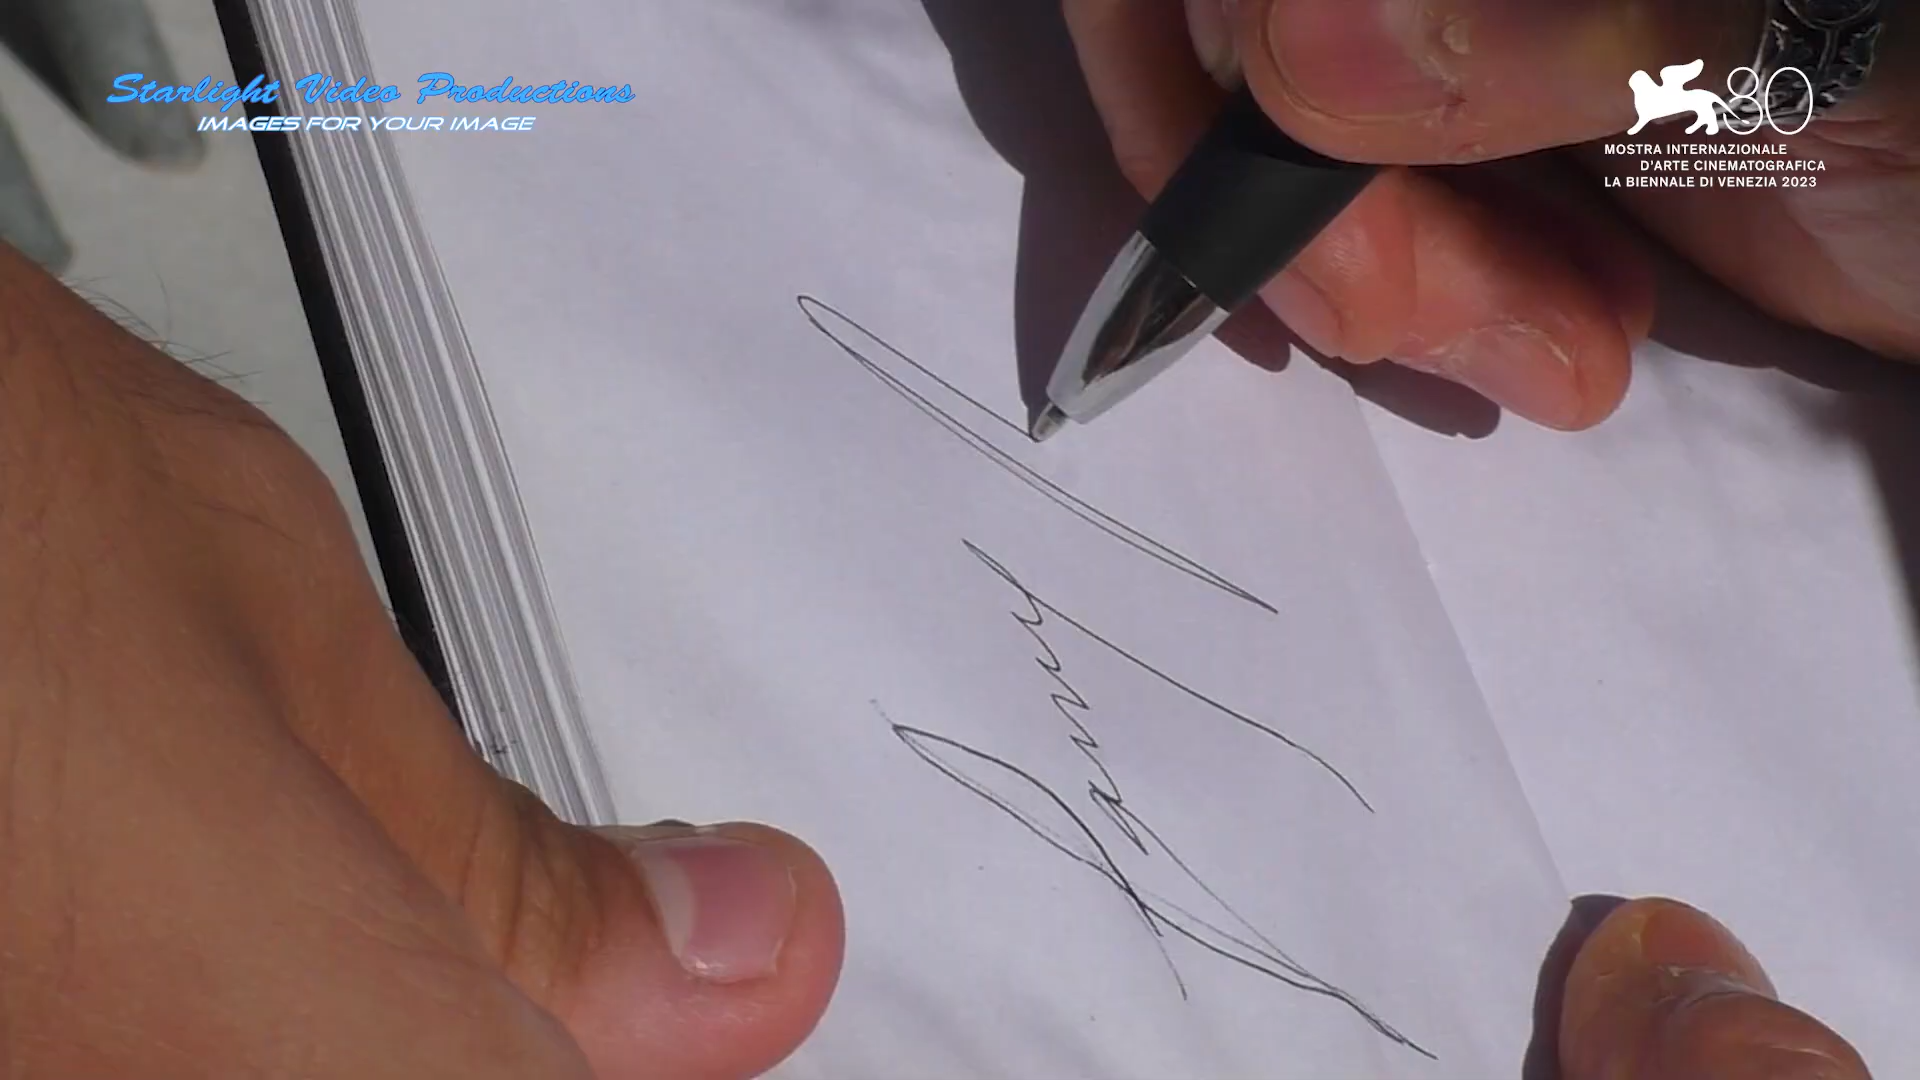 Starlight Video Productions
IMAGES FOR YOUR IMAGE
80
MOSTRA INTERNAZIONALE
D'ARTE CINEMATOGRAFICA
LA BIENNALE DI VENEZIA 2023